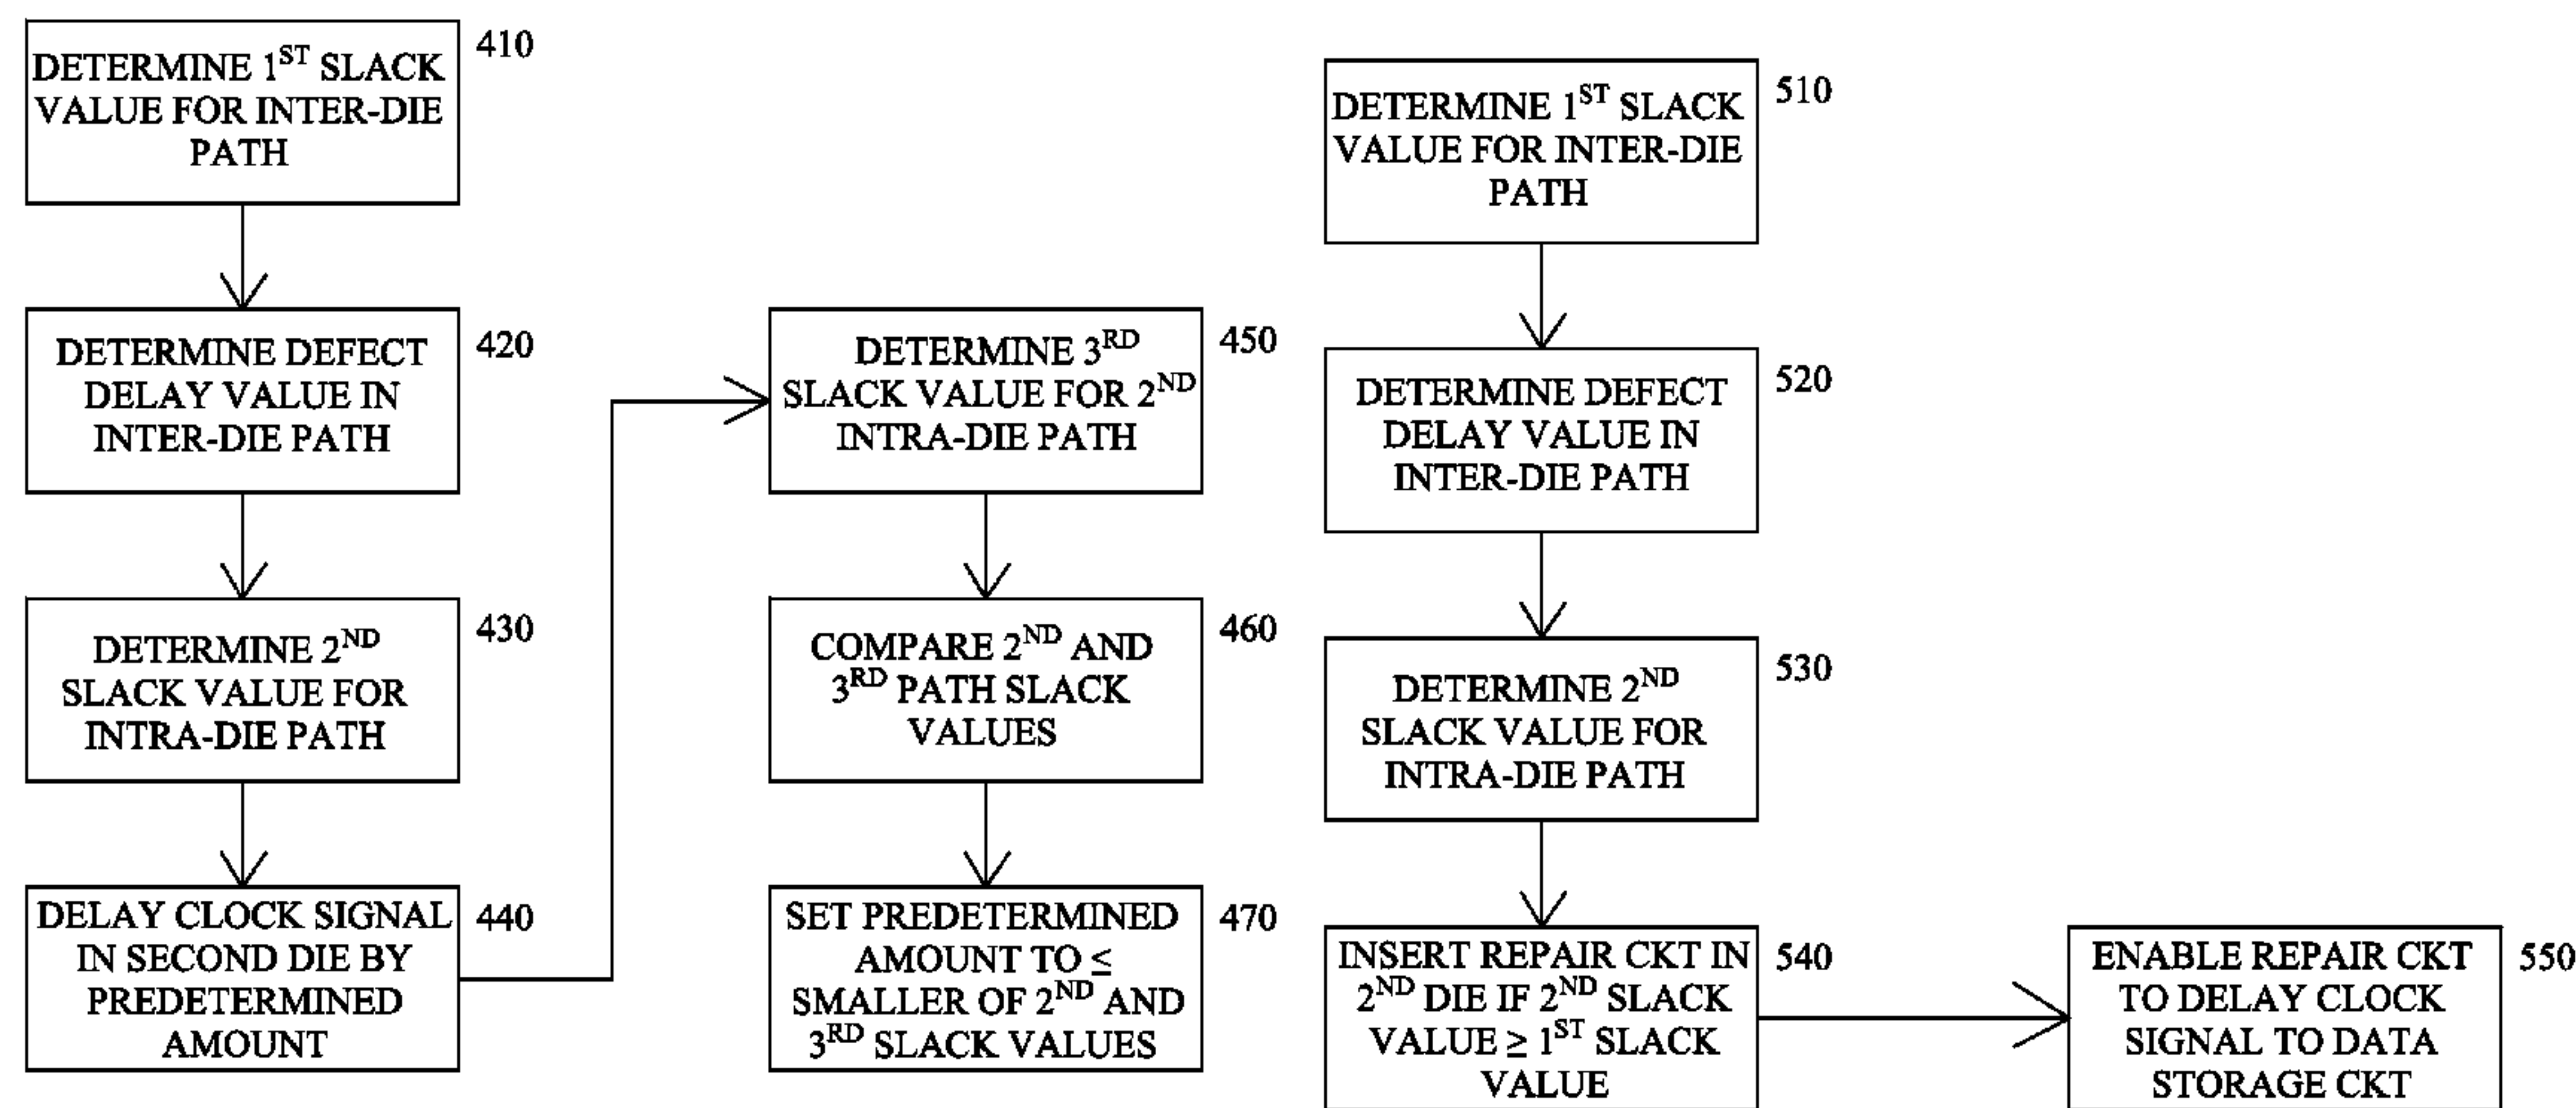 DETERMINE 1ST SLACK
VALUE FOR INTER-DIE
PATH
410
DETERMINE DEFECT
DELAY VALUE IN
INTER-DIE PATH
420
DETERMINE 2ND
SLACK VALUE FOR
INTRA-DIE PATH
430
DELAY CLOCK SIGNAL
IN SECOND DIE BY
PREDETERMINED
AMOUNT
440
DETERMINE 3RD
SLACK VALUE FOR 2ND
INTRA-DIE PATH
450
COMPARE 2ND AND
3RD PATH SLACK
VALUES
460
SET PREDETERMINED
AMOUNT TO ≤
SMALLER OF 2ND AND
3RD SLACK VALUES
470
DETERMINE 1ST SLACK
VALUE FOR INTER-DIE
PATH
510
DETERMINE DEFECT
DELAY VALUE IN
INTER-DIE PATH
520
DETERMINE 2ND
SLACK VALUE FOR
INTRA-DIE PATH
530
INSERT REPAIR CKT IN
2ND DIE IF 2ND SLACK
VALUE ≥ 1ST SLACK
VALUE
540
ENABLE REPAIR CKT
TO DELAY CLOCK
SIGNAL TO DATA
STORAGE CKT
550